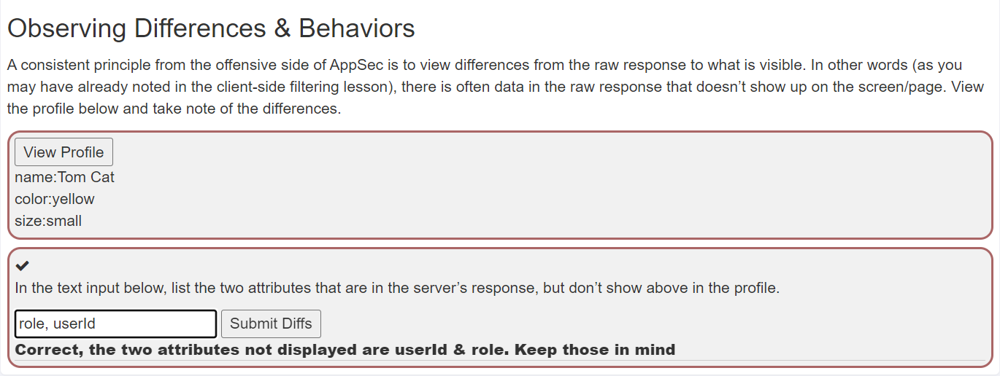 Observing Differences & Behaviors
A consistent principle from the offensive side of AppSec is to view differences from the raw response to what is visible. In other words (as you
may have already noted in the client-side filtering lesson), there is often data in the raw response that doesn’t show up on the screen/page. View
the profile below and take note of the differences.
View Profile
name:Tom Cat
color:yellow
size:small
In the text input below, list the two attributes that are in the server’s response, but don’t show above in the profile.
role, userId Submit Diffs
Correct, the two attributes not displayed are userId & role. Keep those in mind